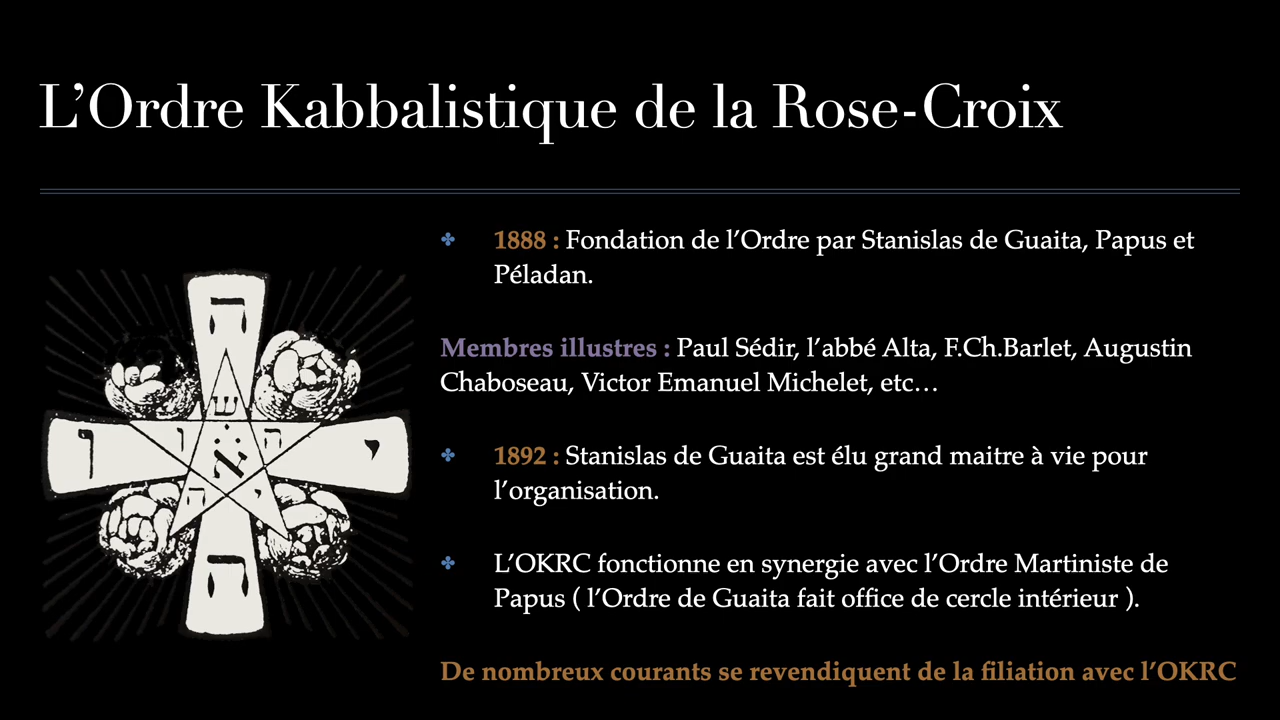 L’Ordre Kabbalistique de la Rose-Croix
ה
ש
ו
ו
ה
א
י
ה
י
ה
1888 : Fondation de l’Ordre par Stanislas de Guaita, Papus et
Péladan.
Membres illustres : Paul Sédir, l’abbé Alta, F.Ch.Barlet, Augustin
Chaboseau, Victor Emanuel Michelet, etc…
1892 : Stanislas de Guaita est élu grand maitre à vie pour
l’organisation.
L’OKRC fonctionne en synergie avec l’Ordre Martiniste de
Papus ( l’Ordre de Guaita fait office de cercle intérieur ).
De nombreux courants se revendiquent de la filiation avec l’OKRC